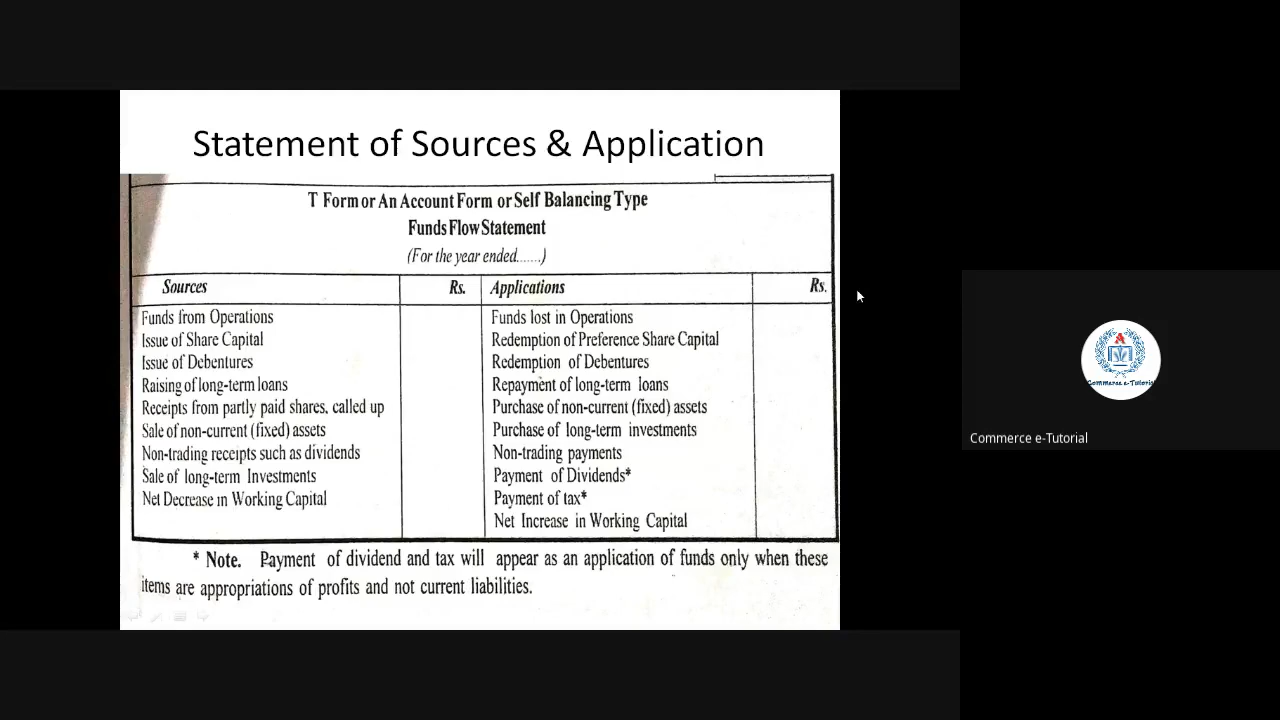 Statement of Sources & Application
T Form or An Account Form or Self Balancing Type
Funds Flow Statement
(For the year ended.......)
Sources Rs. Applications Rs.
Funds from Operations Funds lost in Operations
Issue of Share Capital Redemption of Preference Share Capital
Issue of Debentures Redemption of Debentures
Raising of long-term loans Repayment of long-term loans
Receipts from partly paid shares, called up Purchase of non-current (fixed) assets
Sale of non-current (fixed) assets Purchase of long-term investments
Non-trading receipts such as dividends Non-trading payments
Sale of long-term Investments Payment of Dividends*
Net Decrease in Working Capital Payment of tax*
Net Increase in Working Capital
* Note. Payment of dividend and tax will appear as an application of funds only when these
items are appropriations of profits and not current liabilities.
A
Commerce e-Tutorial
Commerce e-Tutorial